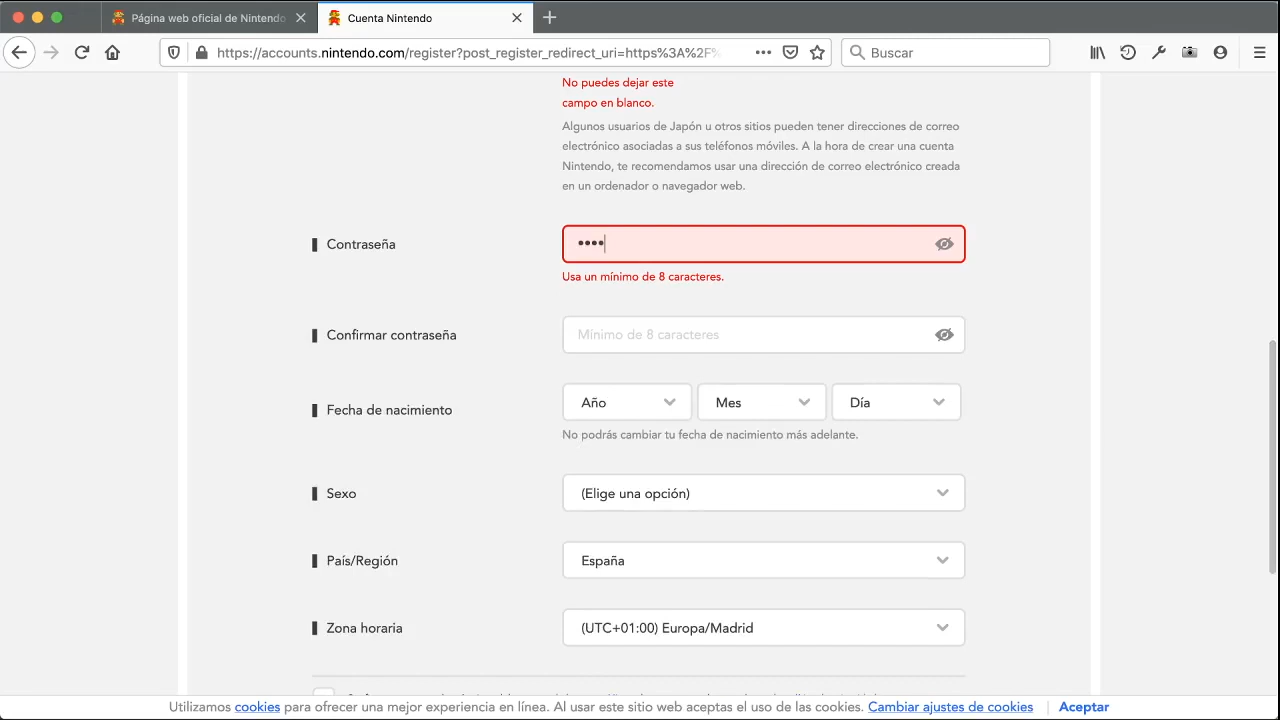 Página web oficial de Nintendo
Cuenta Nintendo
https://accounts.nintendo.com/register?post_register_redirect_uri=https%3A%2F%
Buscar
No puedes dejar este
campo en blanco.
Algunos usuarios de Japón u otros sitios pueden tener direcciones de correo
electrónico asociadas a sus teléfonos móviles. A la hora de crear una cuenta
Nintendo, te recomendamos usar una dirección de correo electrónico creada
en un ordenador o navegador web.
Contraseña
••••
Usa un mínimo de 8 caracteres.
Confirmar contraseña
Mínimo de 8 caracteres
Fecha de nacimiento
Año
Mes
Día
No podrás cambiar tu fecha de nacimiento más adelante.
Sexo
(Elige una opción)
País/Región
España
Zona horaria
(UTC+01:00) Europa/Madrid
Utilizamos cookies para ofrecer una mejor experiencia en línea. Al usar este sitio web aceptas el uso de las cookies. Cambiar ajustes de cookies
Aceptar